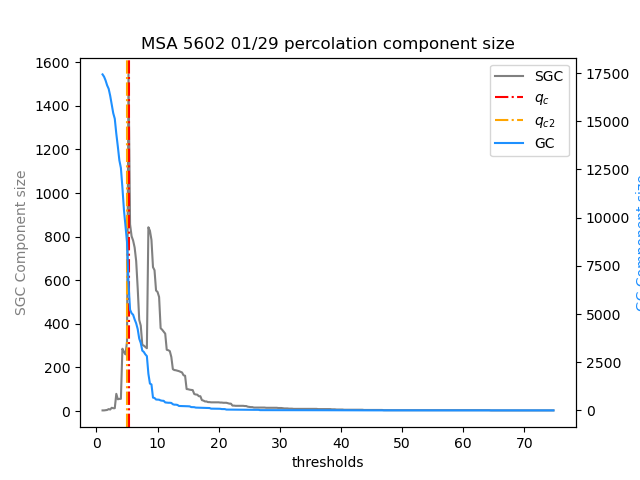 MSA 5602 01/29 percolation component size
1600
1400
1200
1000
800
600
400
200
0
SGC Component size
17500
15000
12500
10000
7500
5000
2500
0
GC Component size
SGC
q_c
q_c2
GC
0 10 20 30 40 50 60 70
thresholds